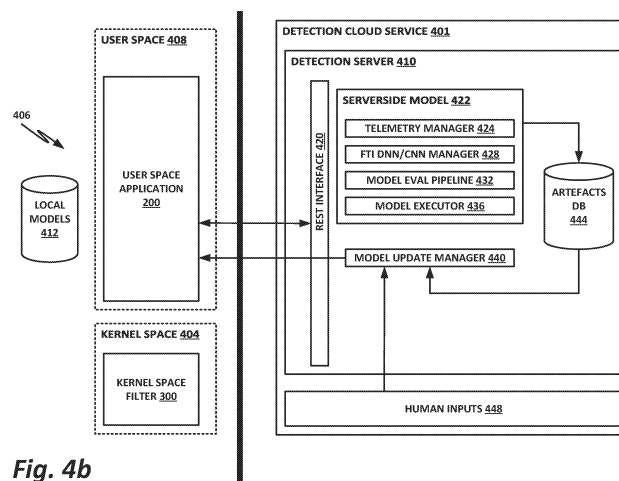 USER SPACE 408
406
USER SPACE
APPLICATION
200
LOCAL
MODELS
412
KERNEL SPACE 404
KERNEL SPACE
FILTER 300
DETECTION CLOUD SERVICE 401
DETECTION SERVER 410
REST INTERFACE 420
SERVERSIDE MODEL 422
TELEMETRY MANAGER 424
FTI DNN/CNN MANAGER 428
MODEL EVAL PIPELINE 432
MODEL EXECUTOR 436
ARTEFACTS
DB
444
MODEL UPDATE MANAGER 440
HUMAN INPUTS 448
Fig. 4b